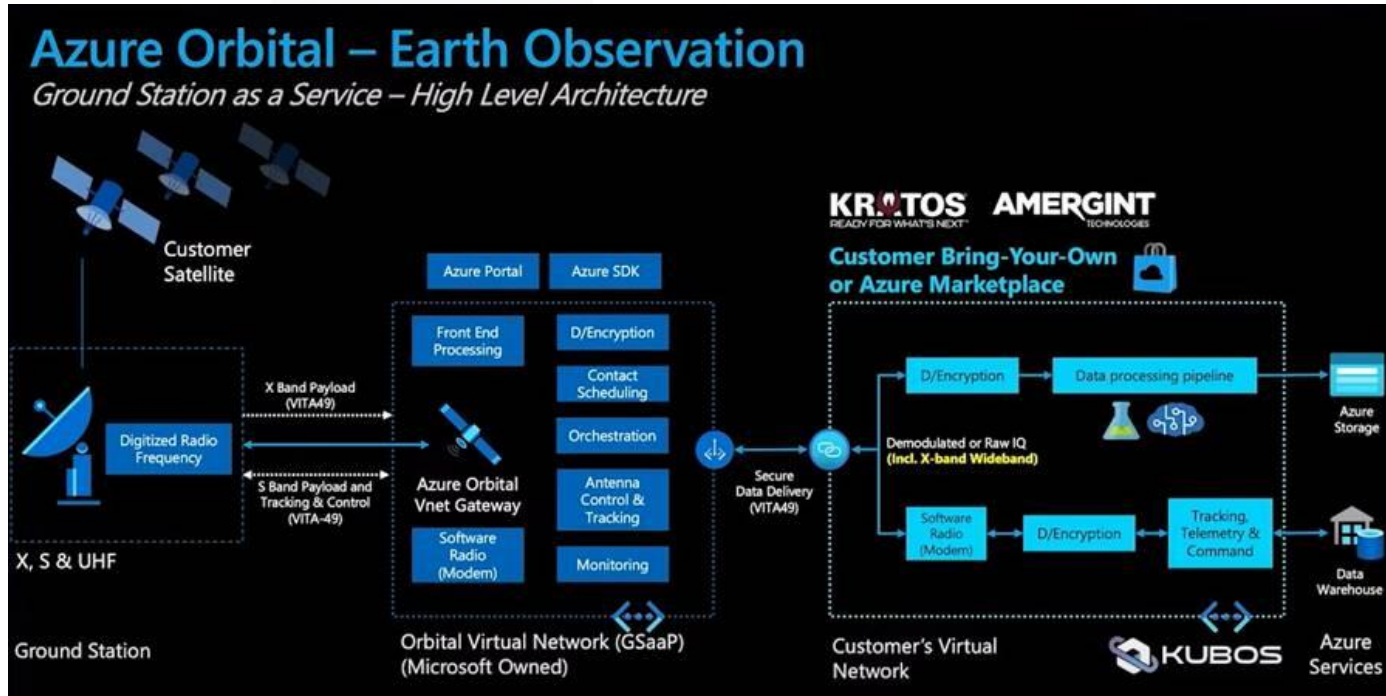 Azure Orbital – Earth Observation
Ground Station as a Service – High Level Architecture
Customer
Satellite
X Band Payload
(VITA49)
Digitized Radio
Frequency
S Band Payload and
Tracking & Control
(VITA-49)
X, S & UHF
Ground Station
Azure Portal
Azure SDK
Front End
Processing
D/Encryption
Contact
Scheduling
Orchestration
Azure Orbital
Vnet Gateway
Antenna
Control &
Tracking
Software
Radio
(Modem)
Monitoring
Orbital Virtual Network (GSaaP)
(Microsoft Owned)
Secure
Data Delivery
(VITA49)
KRATOS
READY FOR WHAT'S NEXT™
AMERGINT
TECHNOLOGIES
Customer Bring-Your-Own
or Azure Marketplace
D/Encryption
Data processing pipeline
Demodulated or Raw IQ
(Incl. X-band Wideband)
Software
Radio
(Modem)
D/Encryption
Tracking,
Telemetry &
Command
Customer's Virtual
Network
KUBOS
Azure
Storage
Data
Warehouse
Azure
Services